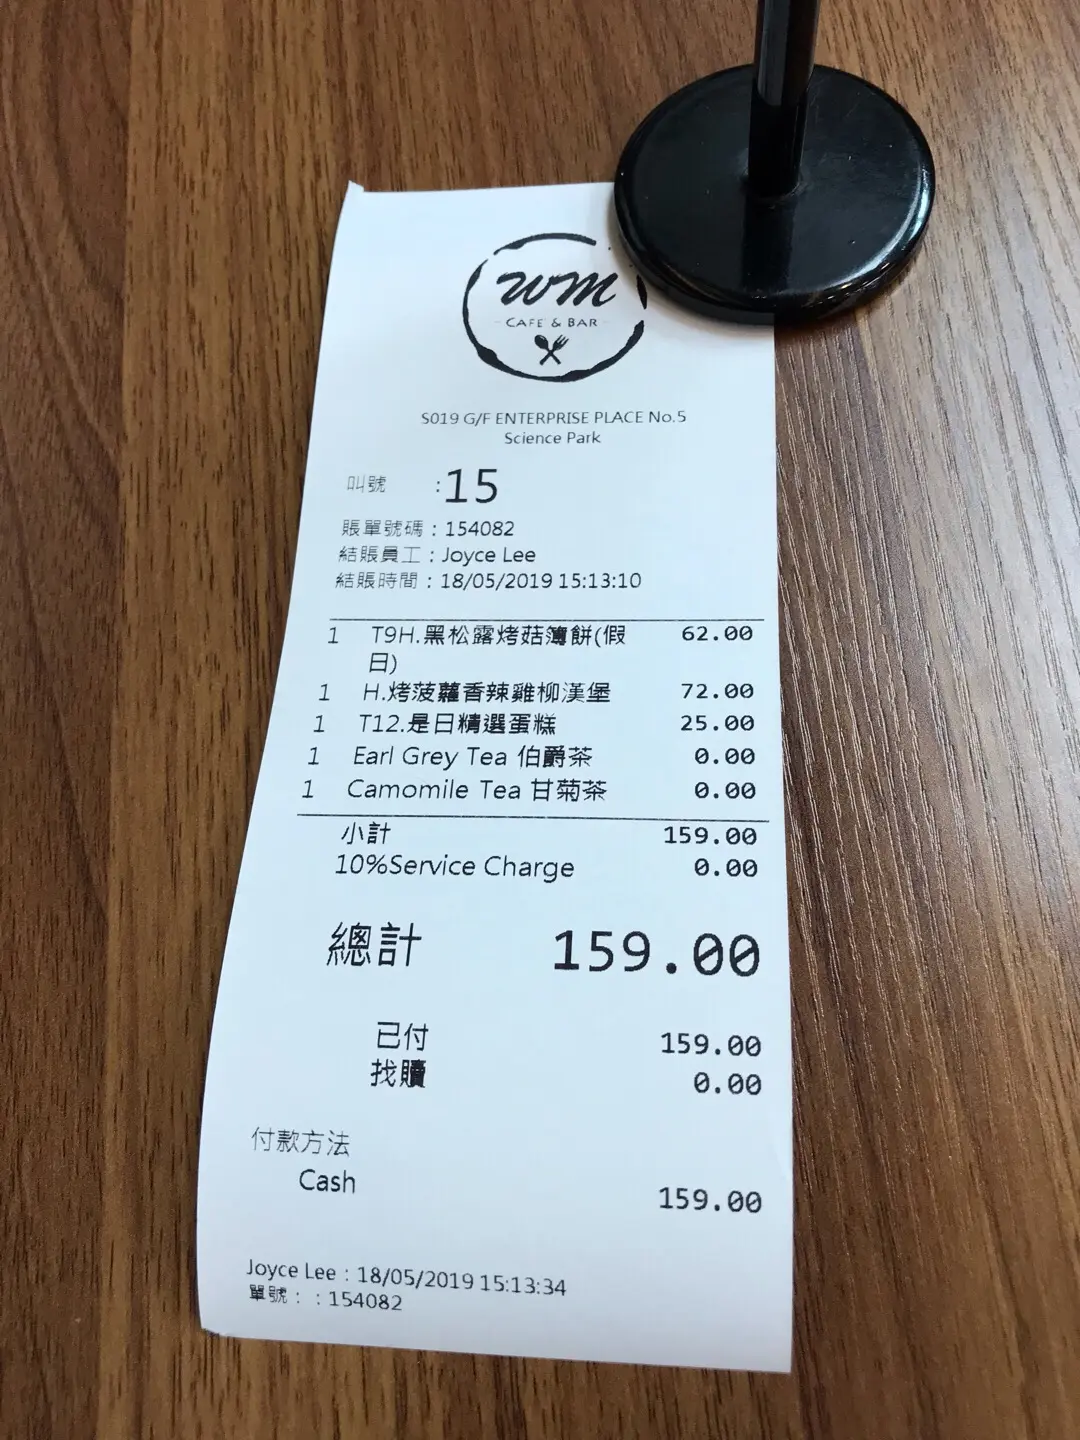 WM
CAFE & BAR
S019 G/F ENTERPRISE PLACE No.5
Science Park
叫號 :15
賬單號碼：154082
結賬員工：Joyce Lee
結賬時間：18/05/2019 15:13:10
1 T9H.黑松露烤菇簿餅(假 62.00
日)
1 H.烤菠蘿香辣雞柳漢堡 72.00
1 T12.是日精選蛋糕 25.00
1 Earl Grey Tea 伯爵茶 0.00
1 Camomile Tea 甘菊茶 0.00
小計 159.00
10%Service Charge 0.00
總計 159.00
已付 159.00
找贖 0.00
付款方法
Cash 159.00
Joyce Lee : 18/05/2019 15:13:34
單號：：154082